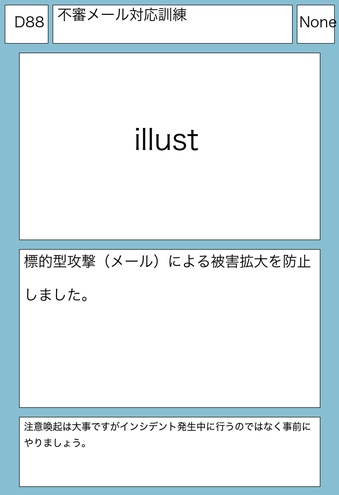 D88
不審メール対応訓練
None
illust
標的型攻撃（メール）による被害拡大を防止
しました。
注意喚起は大事ですがインシデント発生中に行うのではなく事前に
やりましょう。